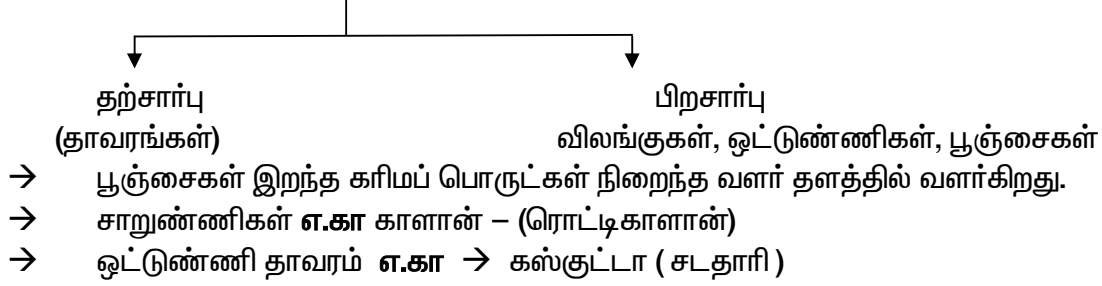 தற்சார்பு பிறசார்பு
(தாவரங்கள்) விலங்குகள், ஒட்டுண்ணிகள், பூஞ்சைகள்
→ பூஞ்சைகள் இறந்த கரிமப் பொருட்கள் நிறைந்த வளர் தளத்தில் வளர்கிறது.
→ சாறுண்ணிகள் எ.கா காளான் – (ரொட்டிகாளான்)
→ ஒட்டுண்ணி தாவரம் எ.கா → கஸ்குட்டா ( சடதாரி )